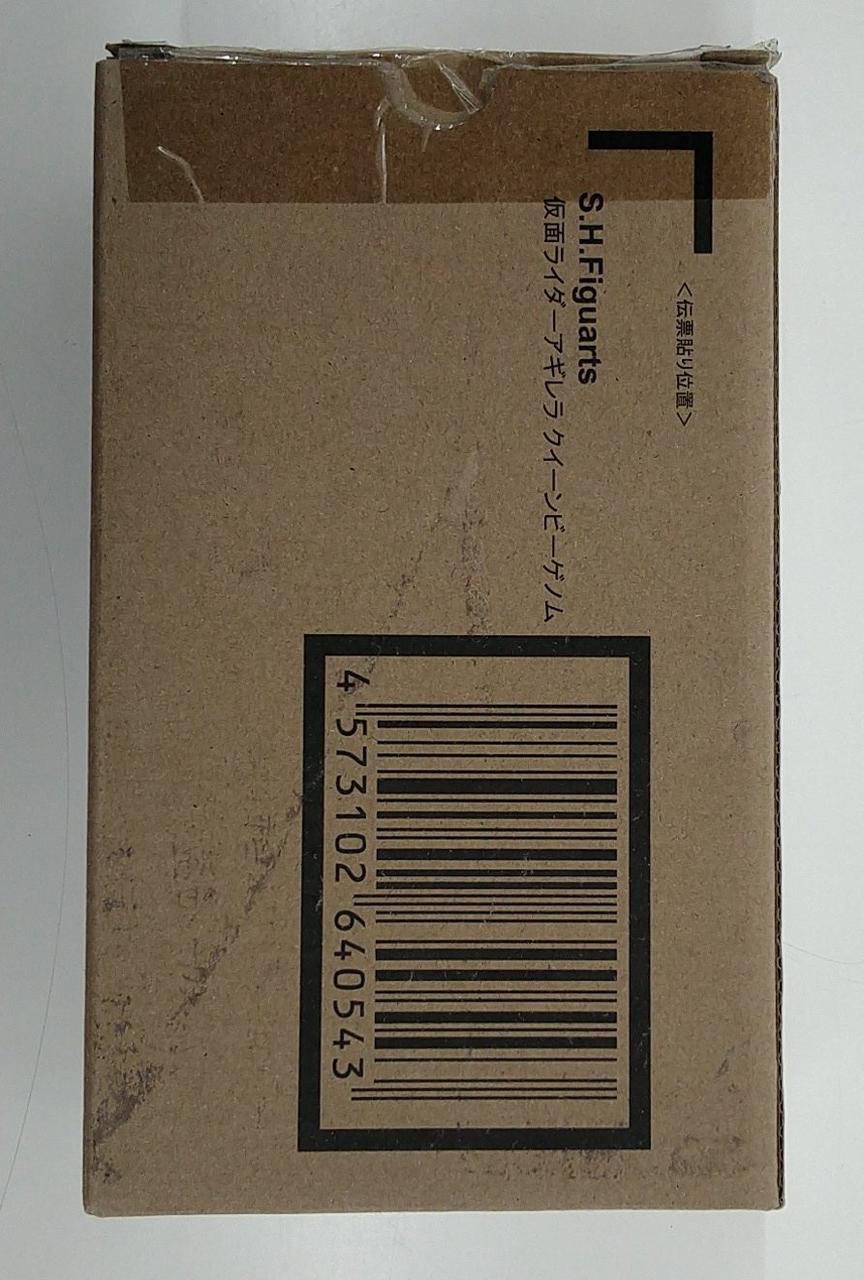 <伝票貼り位置>
S.H.Figuarts
仮面ライダーアギレラ クイーンビーゲノム
4 573102 640543